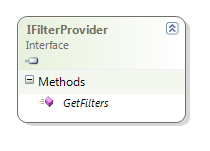 IFilterProvider
Interface
Methods
GetFilters